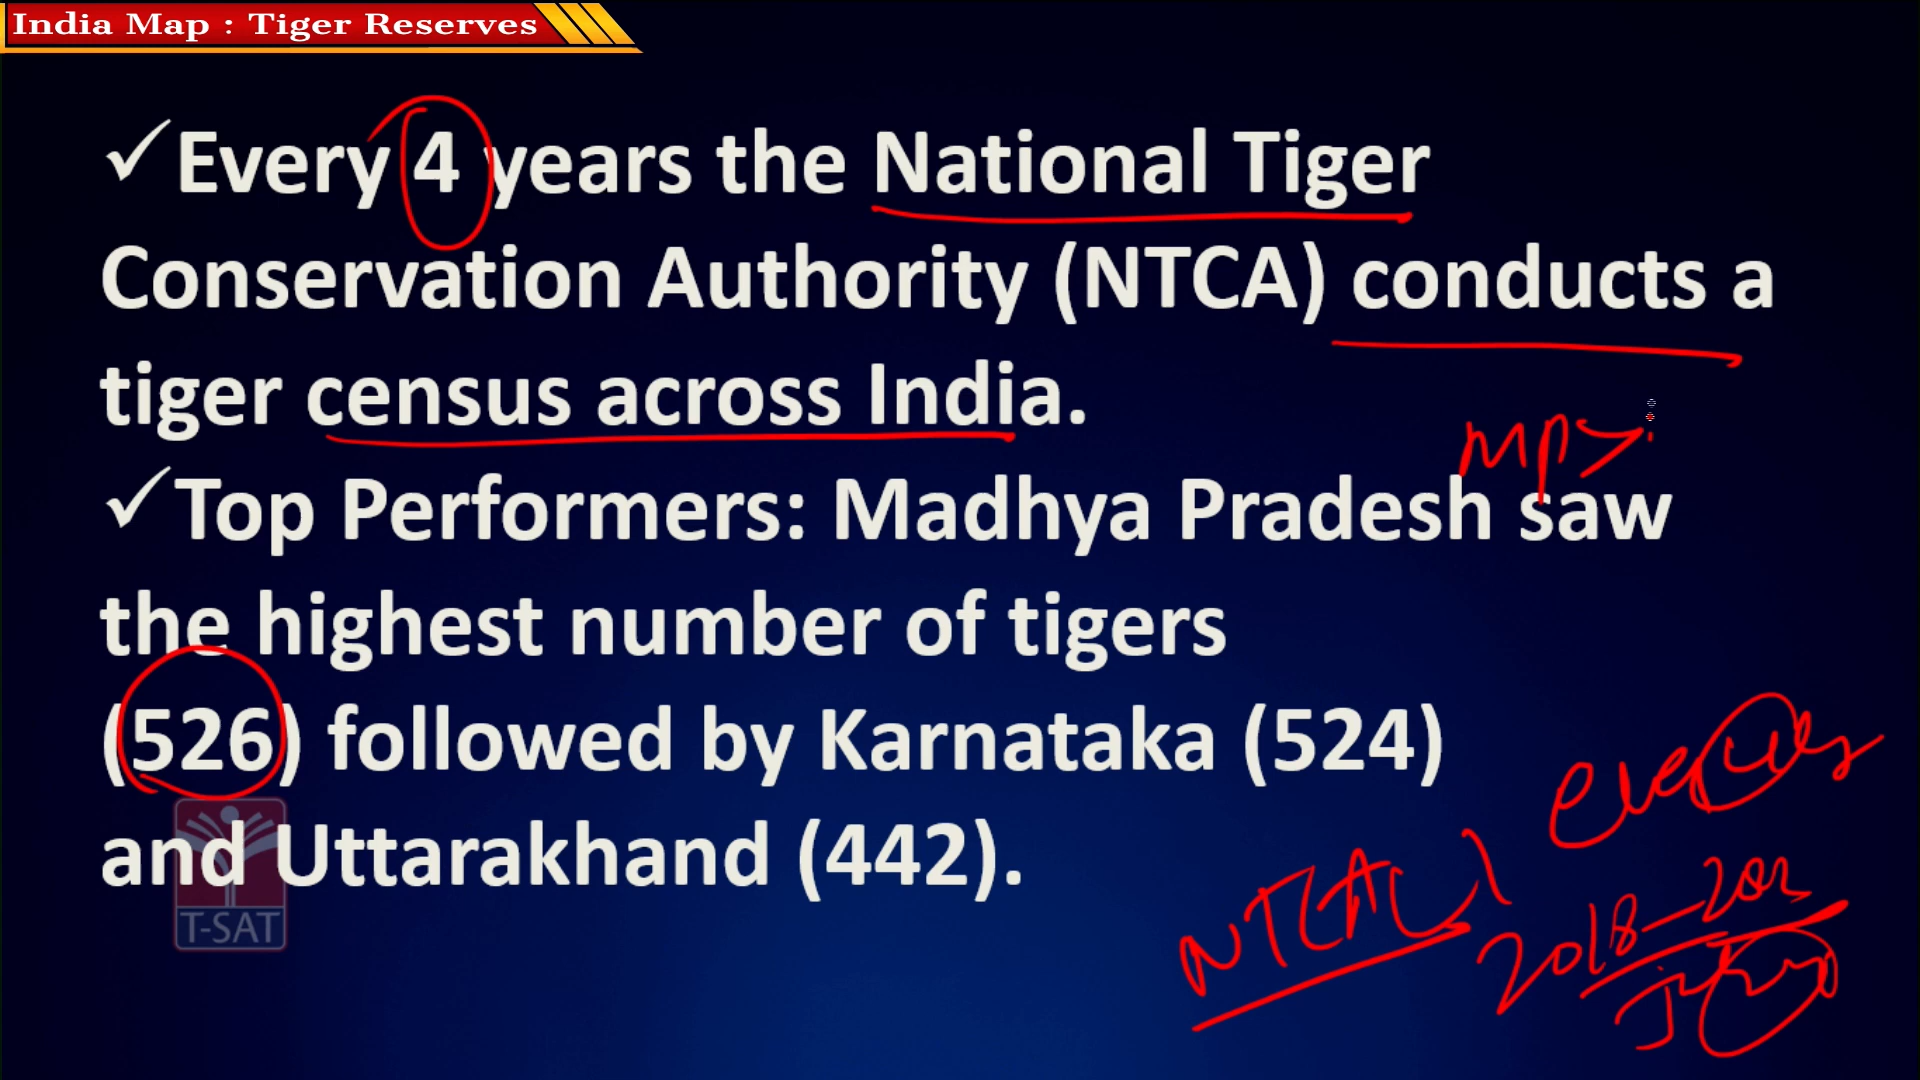 India Map : Tiger Reserves
✓Every 4 years the National Tiger
Conservation Authority (NTCA) conducts a
tiger census across India.
MP>
✓Top Performers: Madhya Pradesh saw
the highest number of tigers
(526) followed by Karnataka (524)
and Uttarakhand (442).
T-SAT
2018-202